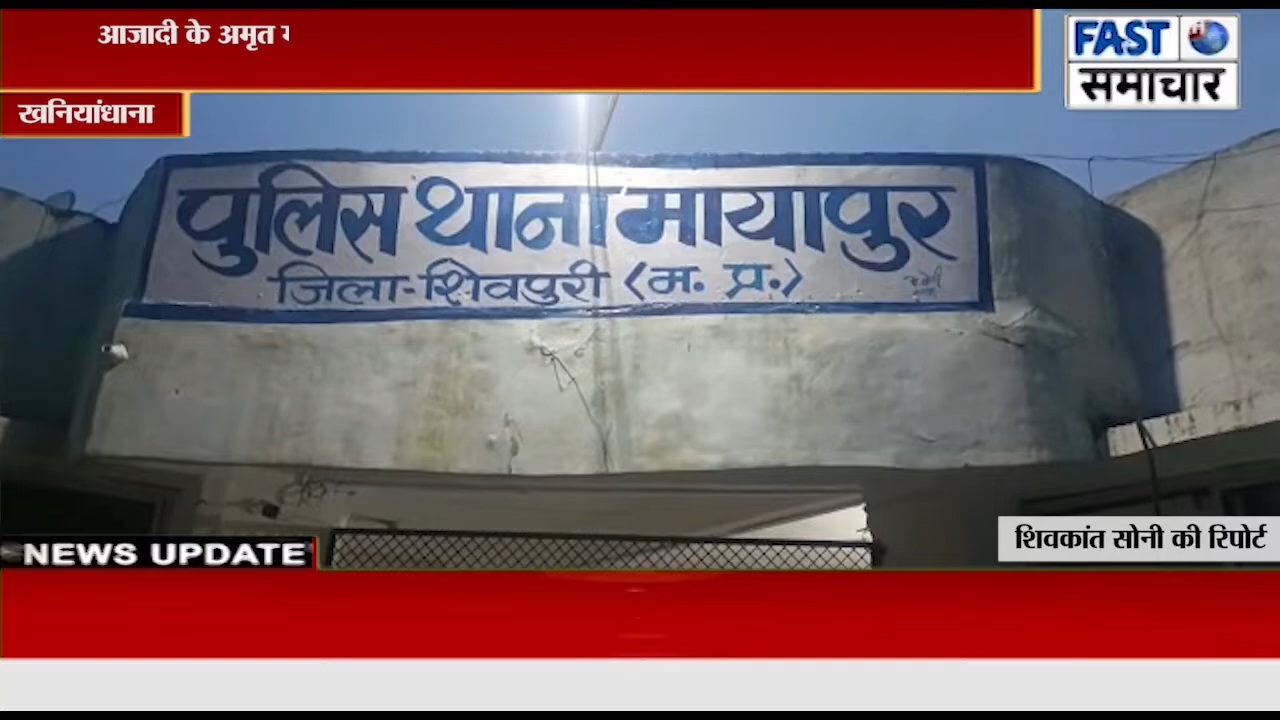 आजादी के अमृत
FAST
समाचार
खनियांधाना
पुलिस थाना मायापुर
जिला-शिवपुरी (म. प्र.)
NEWS UPDATE
शिवकांत सोनी की रिपोर्ट